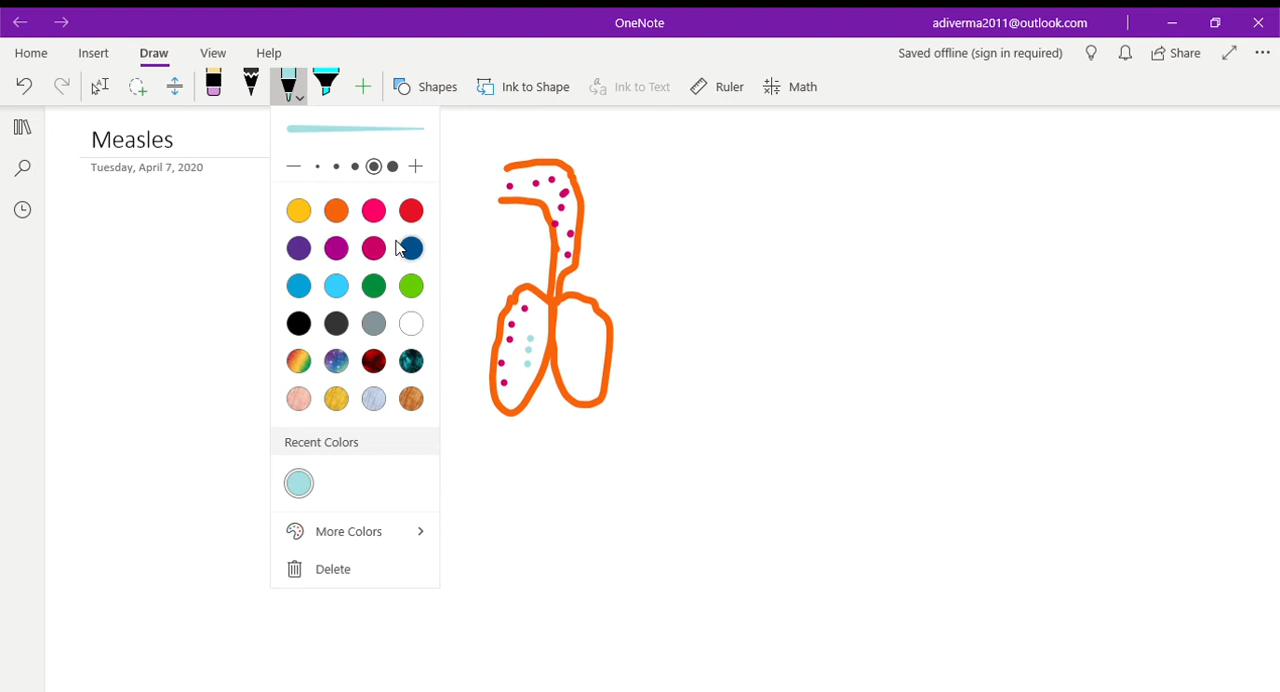 OneNote
adiverma2011@outlook.com
Home Insert Draw View Help
Saved offline (sign in required)
Share
Shapes Ink to Shape Ink to Text Ruler Math
Measles
Tuesday, April 7, 2020
Recent Colors
More Colors
Delete